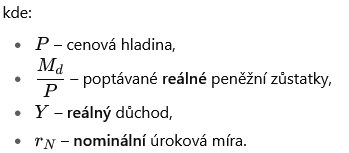 kde:
• P – cenová hladina,
• M_d/P – poptávané reálné peněžní zůstatky,
• Y – reálný důchod,
• r_N – nominální úroková míra.